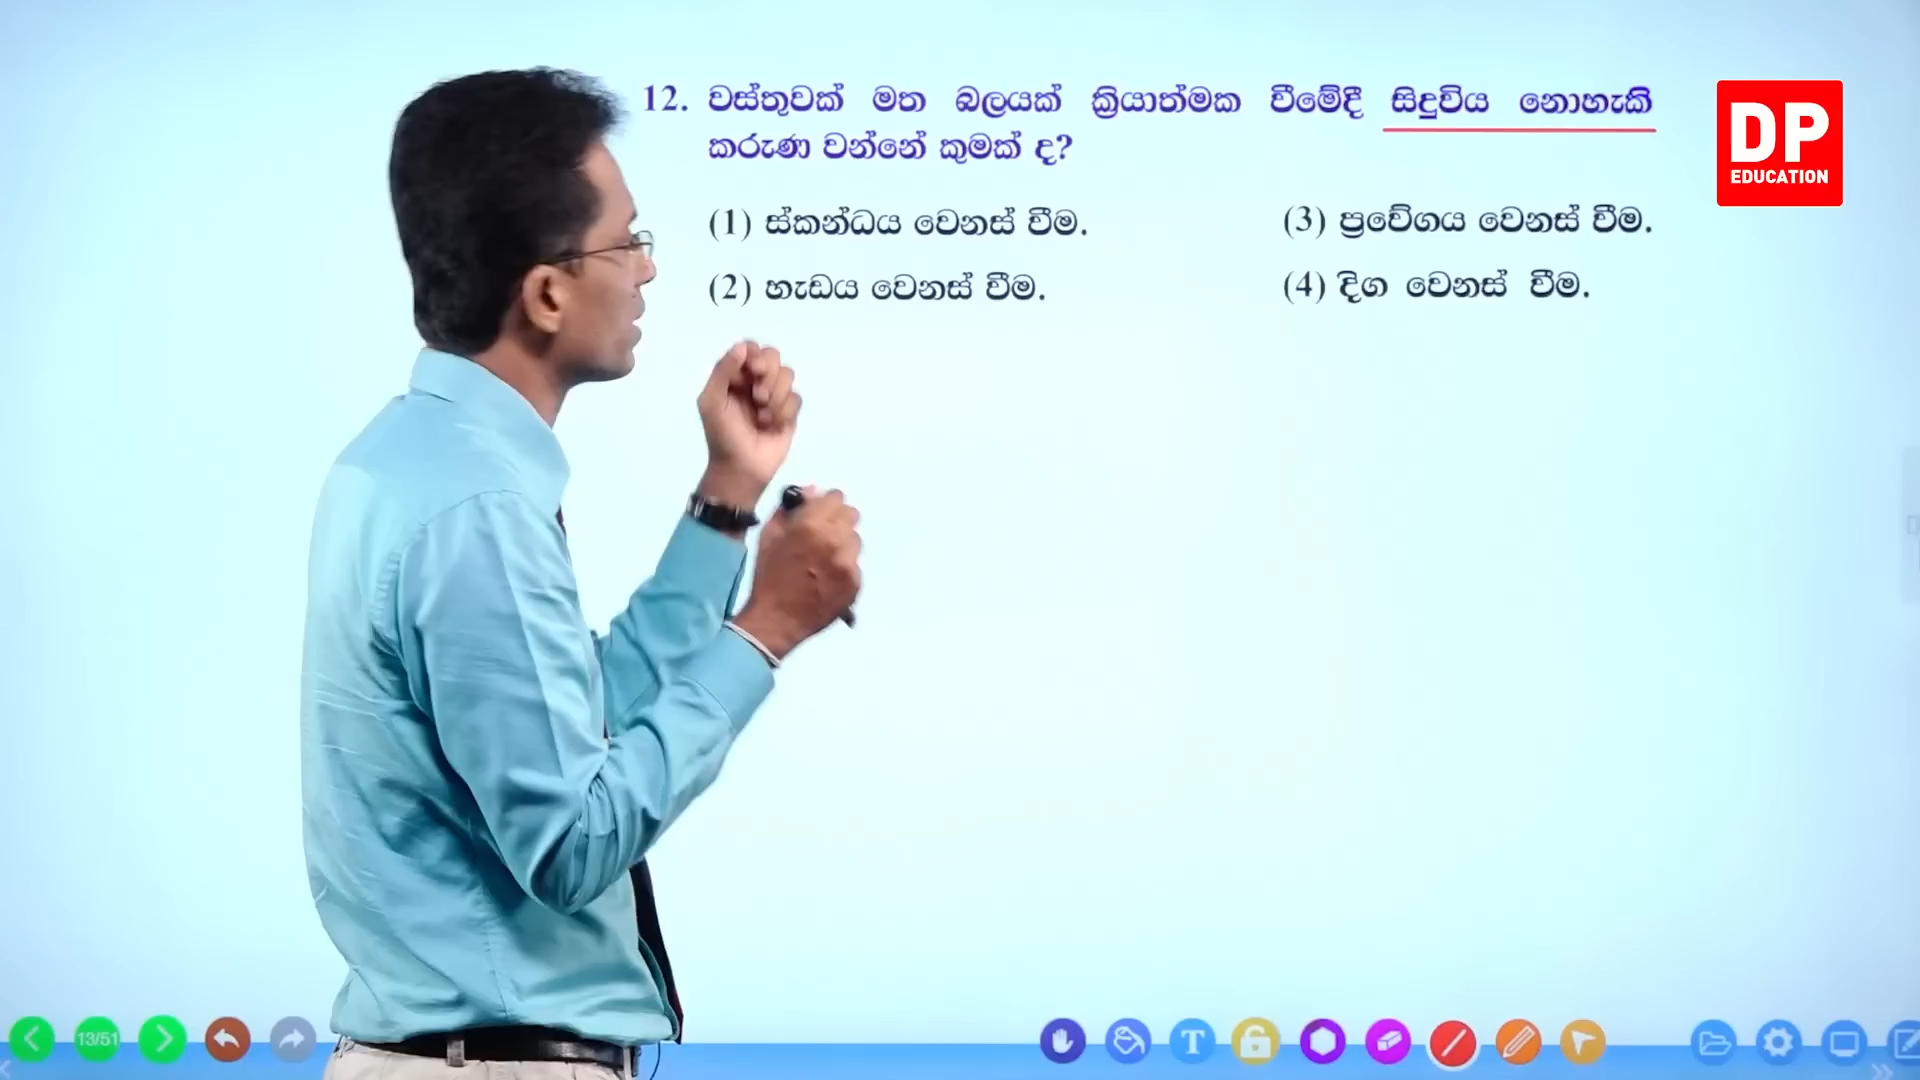 12. වස්තුවක් මත බලයක් ක්‍රියාත්මක වීමේදී සිදුවිය නොහැකි
කරුණ වන්නේ කුමක් ද?
(1) ස්කන්ධය වෙනස් වීම.
(3) ප්‍රවේගය වෙනස් වීම.
(2) හැඩය වෙනස් වීම.
(4) දිග වෙනස් වීම.
DP
EDUCATION
13/51
T